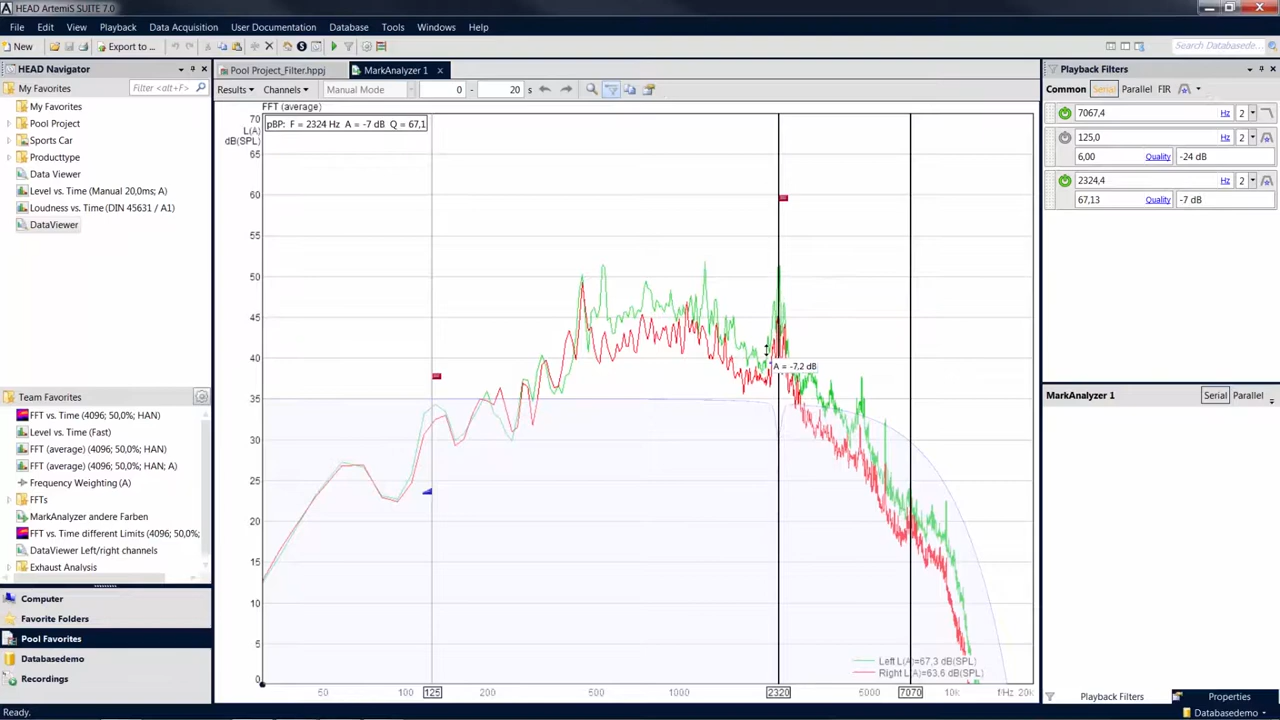 HEAD ArtemiS SUITE 7.0
File Edit View Playback Data Acquisition User Documentation Database Tools Windows Help
New Export to ... Search Databasedemo
HEAD Navigator
My Favorites Filter <alt+F>
My Favorites
Pool Project
Sports Car
Producttype
Data Viewer
Level vs. Time (Manual 20,0ms; A)
Loudness vs. Time (DIN 45631 / A1)
DataViewer
Team Favorites
FFT vs. Time (4096; 50,0%; HAN)
Level vs. Time (Fast)
FFT (average) (4096; 50,0%; HAN)
FFT (average) (4096; 50,0%; HAN; A)
Frequency Weighting (A)
FFTs
MarkAnalyzer andere Farben
FFT vs. Time different Limits (4096; 50,0%;
DataViewer Left/right channels
Exhaust Analysis
Computer
Favorite Folders
Pool Favorites
Databasedemo
Recordings
Ready.
Pool Project_Filter.hppj MarkAnalyzer 1
Results Channels Manual Mode 0 - 20 s
FFT (average)
pBP: F = 2324 Hz A = -7 dB Q = 67,1
L(A)
dB(SPL)
70
65
60
55
50
45
40
35
30
25
20
15
10
5
0
A = -7,2 dB
Left L(A)=67,3 dB(SPL)
Right L(A)=63,6 dB(SPL)
50 100 125 200 500 1000 2320 5000 7070 10k f/Hz 20k
Playback Filters
Common Serial Parallel FIR
7067,4 Hz 2
125,0 Hz 2
6,00 Quality -24 dB
2324,4 Hz 2
67,13 Quality -7 dB
MarkAnalyzer 1 Serial Parallel
Playback Filters Properties
Databasedemo